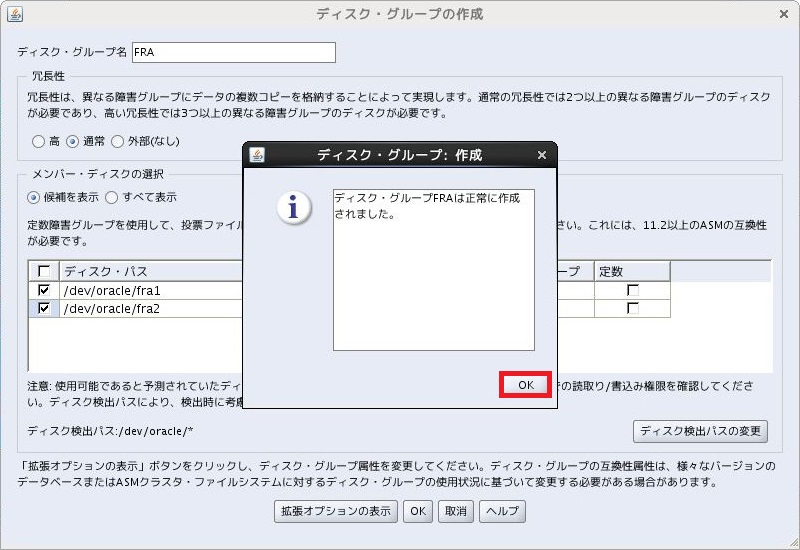 ディスク・グループの作成
ディスク・グループ名 FRA
冗長性
冗長性は、異なる障害グループにデータの複数コピーを格納することによって実現します。通常の冗長性では2つ以上の異なる障害グループのディスク
が必要であり、高い冗長性では3つ以上の異なる障害グループのディスクが必要です。
高 通常 外部(なし)
メンバー・ディスクの選択
候補を表示 すべて表示
定数障害グループを使用して、投票ファイル
さい。これには、11.2以上のASMの互換性
が必要です。
ディスク・パス
ープ 定数
/dev/oracle/fra1
/dev/oracle/fra2
ディスク・グループ: 作成
ディスク・グループFRAは正常に作成
されました。
OK
注意: 使用可能であると予測されていたディ
の読取り/書込み権限を確認してくださ
い。ディスク検出パスにより、検出時に考慮
ディスク検出パス:/dev/oracle/*
ディスク検出パスの変更
「拡張オプションの表示」ボタンをクリックし、ディスク・グループ属性を変更してください。ディスク・グループの互換性属性は、様々なバージョンの
データベースまたはASMクラスタ・ファイルシステムに対するディスク・グループの使用状況に基づいて変更する必要がある場合があります。
拡張オプションの表示 OK 取消 ヘルプ